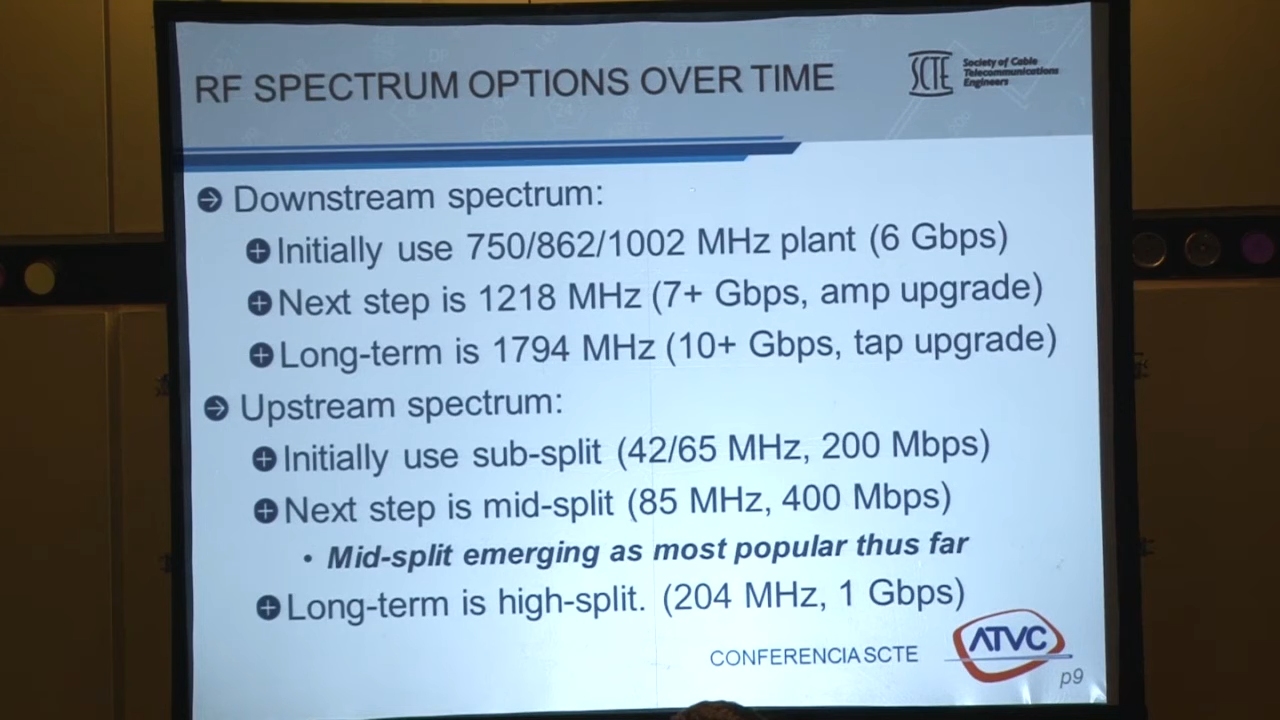 RF SPECTRUM OPTIONS OVER TIME
SCTE
Society of Cable
Telecommunications
Engineers
Downstream spectrum:
Initially use 750/862/1002 MHz plant (6 Gbps)
Next step is 1218 MHz (7+ Gbps, amp upgrade)
Long-term is 1794 MHz (10+ Gbps, tap upgrade)
Upstream spectrum:
Initially use sub-split (42/65 MHz, 200 Mbps)
Next step is mid-split (85 MHz, 400 Mbps)
• Mid-split emerging as most popular thus far
Long-term is high-split. (204 MHz, 1 Gbps)
CONFERENCIA SCTE
ATVC
p9